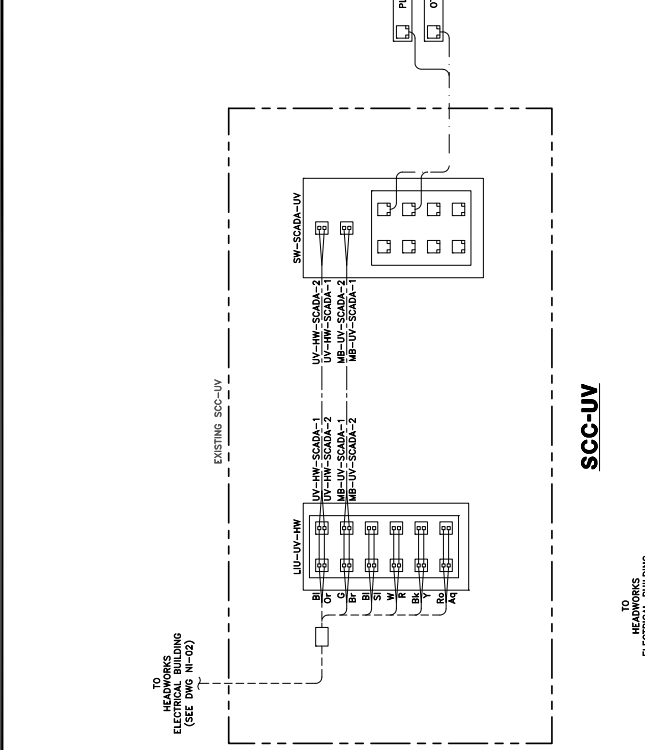 SW-SCADA-UV
UV-HW-SCADA-2
UV-HW-SCADA-1
MB-UV-SCADA-2
MB-UV-SCADA-1
EXISTING SCC-UV
SCC-UV
UV-HW-SCADA-1
UV-HW-SCADA-2
MB-UV-SCADA-1
MB-UV-SCADA-2
LIU-UV-HW
Bl
Or
G
Br
Bl
Sl
W
R
Bk
Y
Ro
Aq
TO
HEADWORKS
ELECTRICAL BUILDING
(SEE DWG NI-02)
TO
HEADWORKS